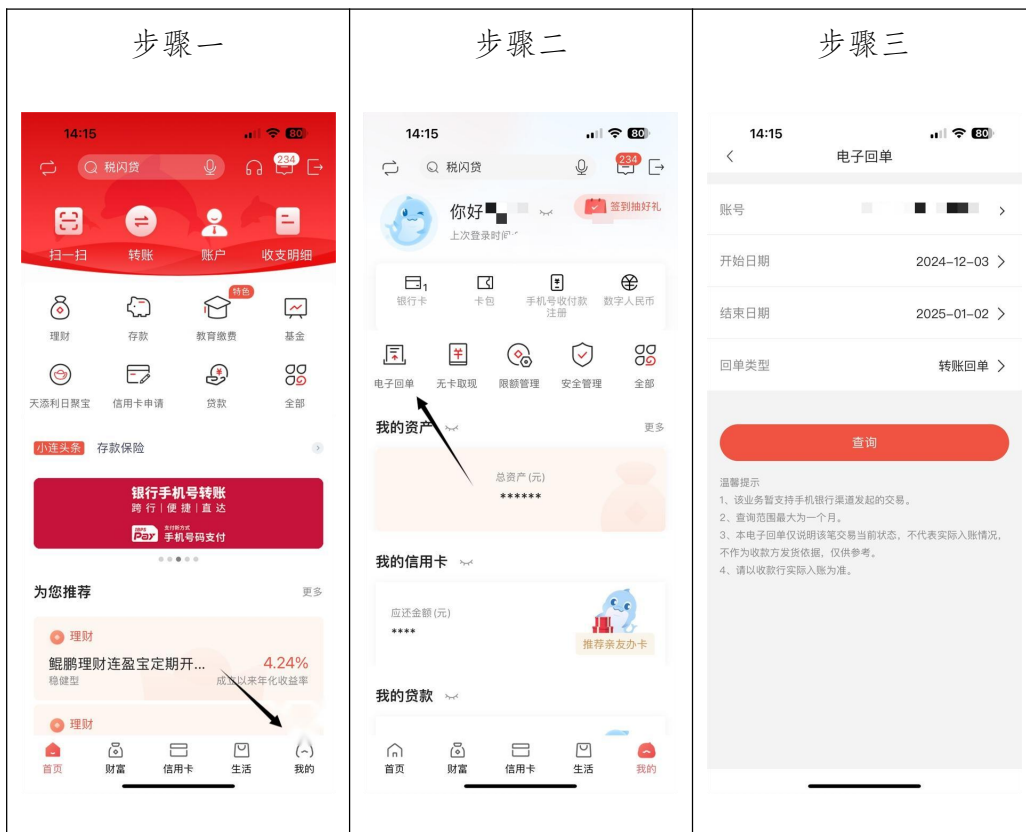 步骤一
14:15
80
税闪贷
234
扫一扫
转账
账户
收支明细
特色
理财
存款
教育缴费
基金
天添利日聚宝
信用卡申请
贷款
全部
小连头条 存款保险
银行手机号转账
跨行|便捷|直达
IBPS
Pay
支付新方式
手机号码支付
为您推荐
更多
理财
鲲鹏理财连盈宝定期开...
4.24%
稳健型
成立以来年化收益率
理财
首页
财富
信用卡
生活
我的
步骤二
14:15
80
税闪贷
234
你好
签到抽好礼
上次登录时间
1
银行卡
卡包
手机号收付款
注册
数字人民币
电子回单
无卡取现
限额管理
安全管理
全部
我的资产
更多
总资产(元)
******
我的信用卡
应还金额(元)
****
推荐亲友办卡
我的贷款
首页
财富
信用卡
生活
我的
步骤三
14:15
80
电子回单
账号
开始日期
2024-12-03
结束日期
2025-01-02
回单类型
转账回单
查询
温馨提示
1、该业务暂支持手机银行渠道发起的交易。
2、查询范围最大为一个月。
3、本电子回单仅说明该笔交易当前状态，不代表实际入账情况，
不作为收款方发货依据，仅供参考。
4、请以收款行实际入账为准。